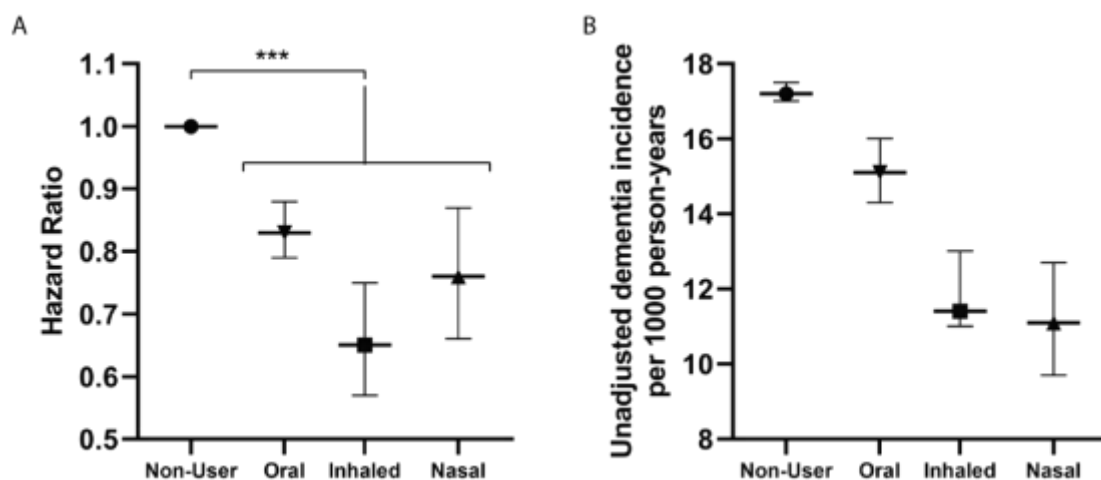 A
Hazard Ratio
1.1
1.0
0.9
0.8
0.7
0.6
0.5
***
Non-User Oral Inhaled Nasal
B
Unadjusted dementia incidence
per 1000 person-years
18
16
14
12
10
8
Non-User Oral Inhaled Nasal